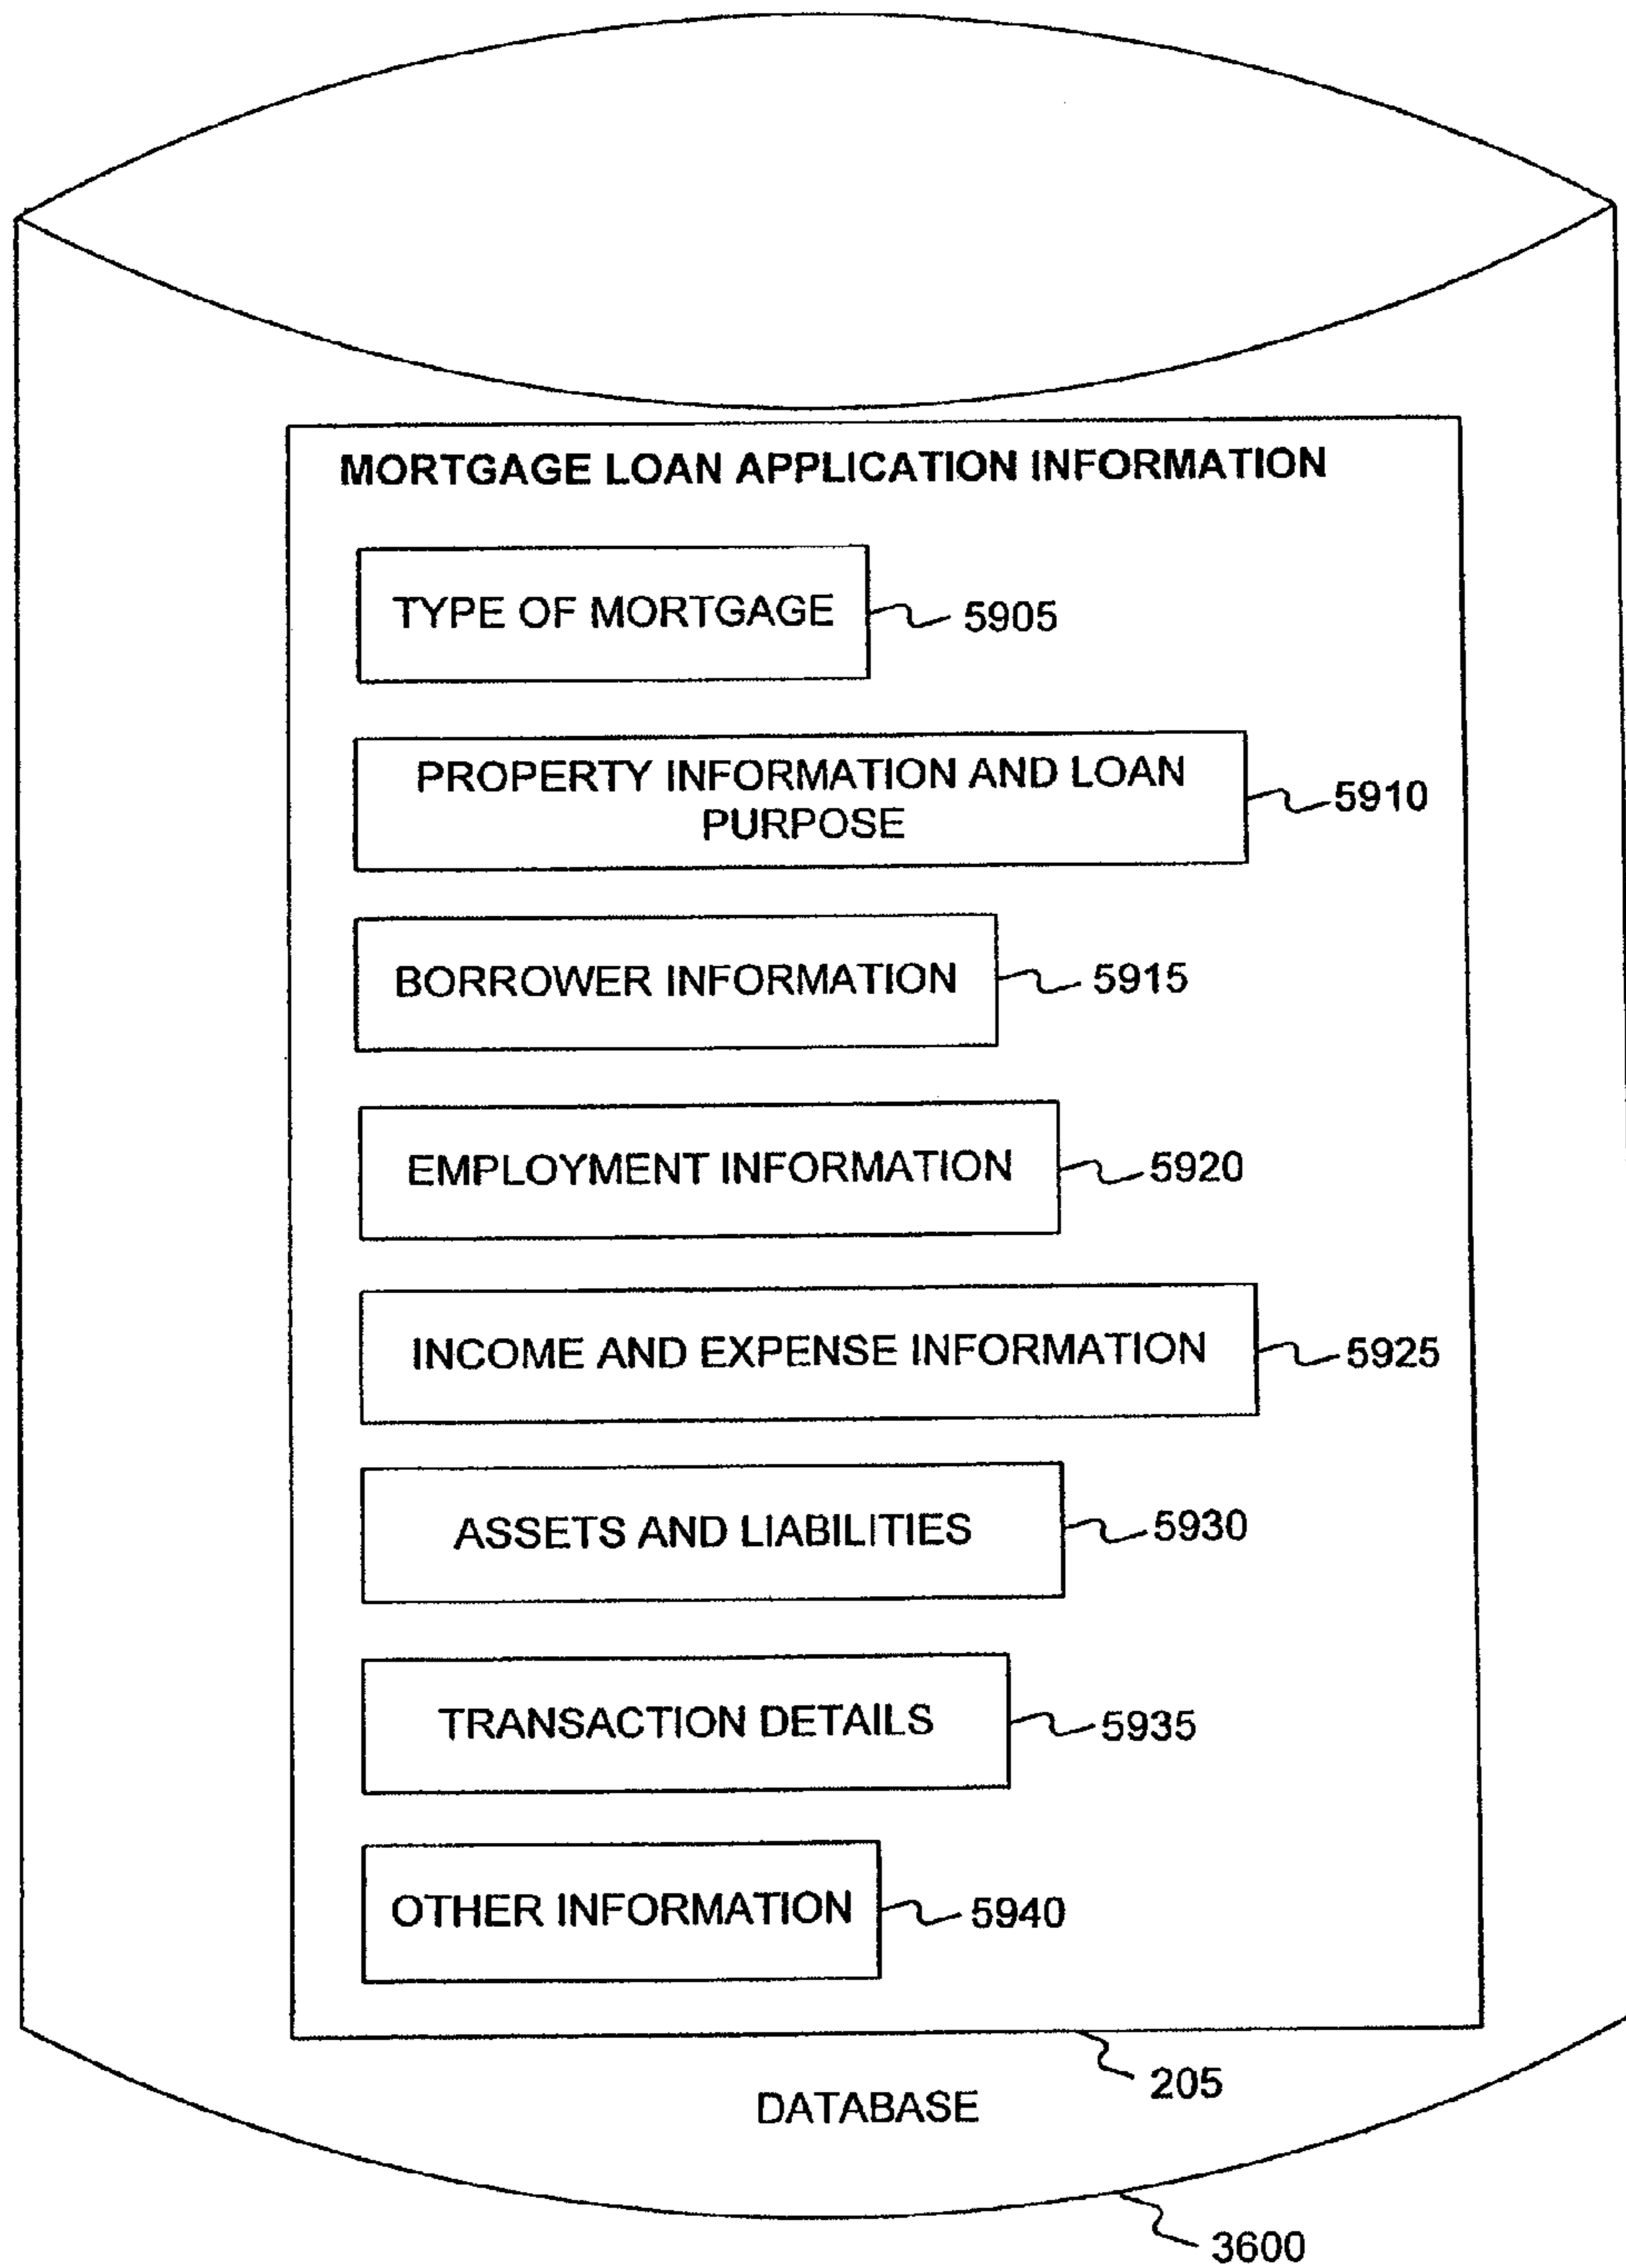 MORTGAGE LOAN APPLICATION INFORMATION
TYPE OF MORTGAGE
5905
PROPERTY INFORMATION AND LOAN
PURPOSE
5910
BORROWER INFORMATION
5915
EMPLOYMENT INFORMATION
5920
INCOME AND EXPENSE INFORMATION
5925
ASSETS AND LIABILITIES
5930
TRANSACTION DETAILS
5935
OTHER INFORMATION
5940
205
DATABASE
3600